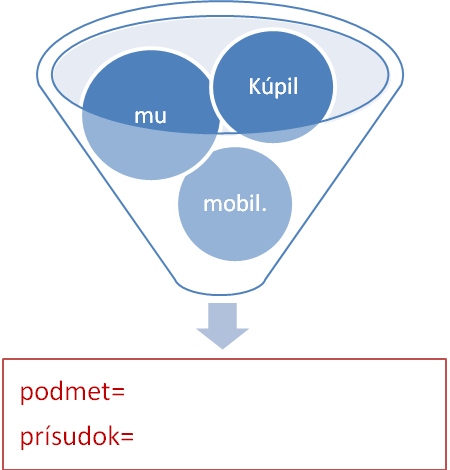 Kúpil
mu
mobil.
podmet=
prísudok=